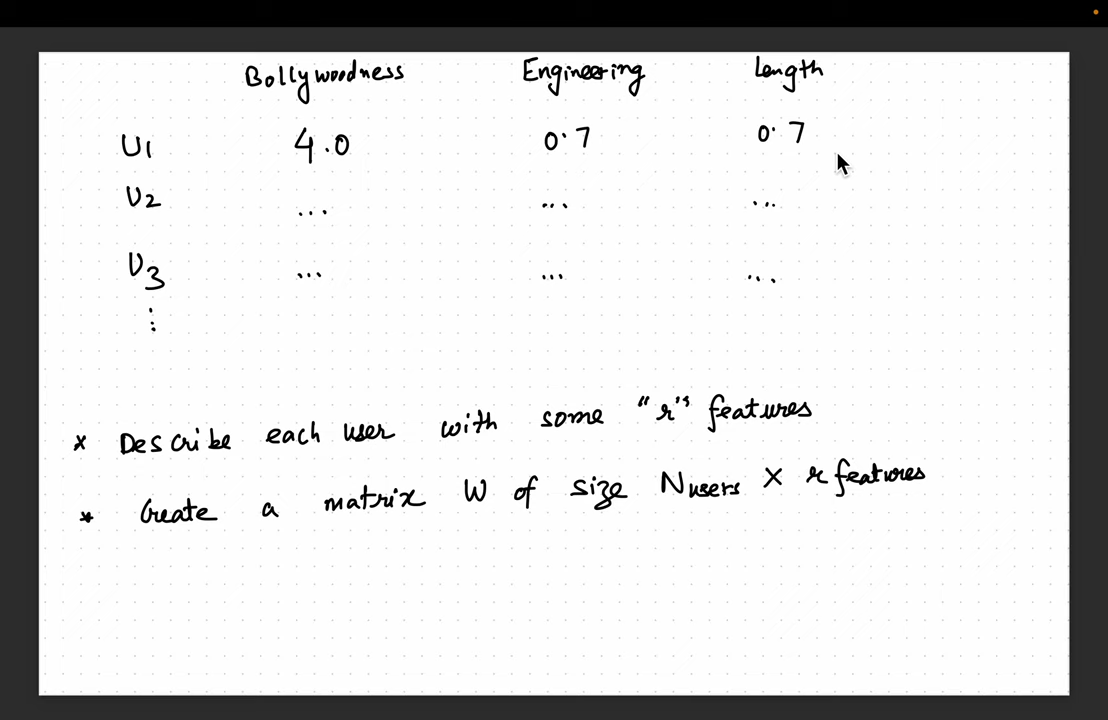 Bollywoodness Engineering Length
U1 4.0 0.7 0.7
U2 ... ... ...
U3 ... ... ...
⋮
* Describe each user with some "r" features
* Create a matrix W of size Nusers × r features